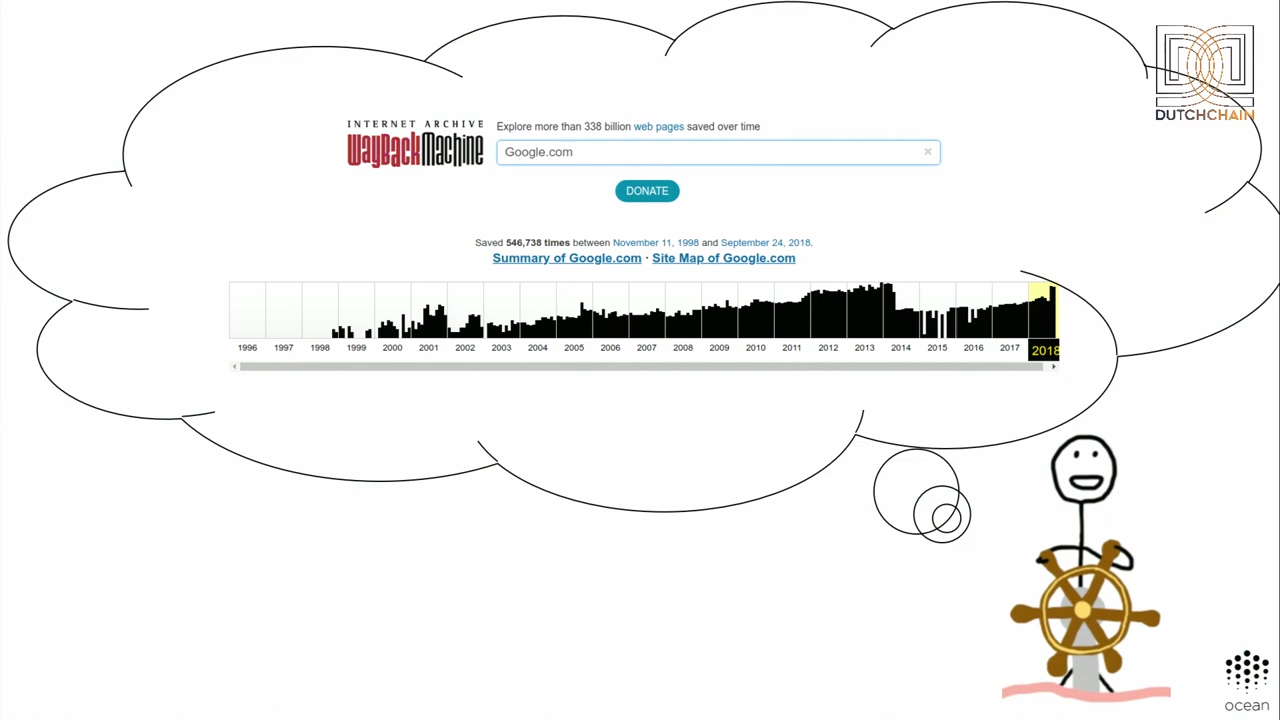 DUTCHCHAIN
INTERNET ARCHIVE
WayBackMachine
Explore more than 338 billion web pages saved over time
Google.com ×
DONATE
Saved 546,738 times between November 11, 1998 and September 24, 2018.
Summary of Google.com · Site Map of Google.com
1996 1997 1998 1999 2000 2001 2002 2003 2004 2005 2006 2007 2008 2009 2010 2011 2012 2013 2014 2015 2016 2017 2018
ocean